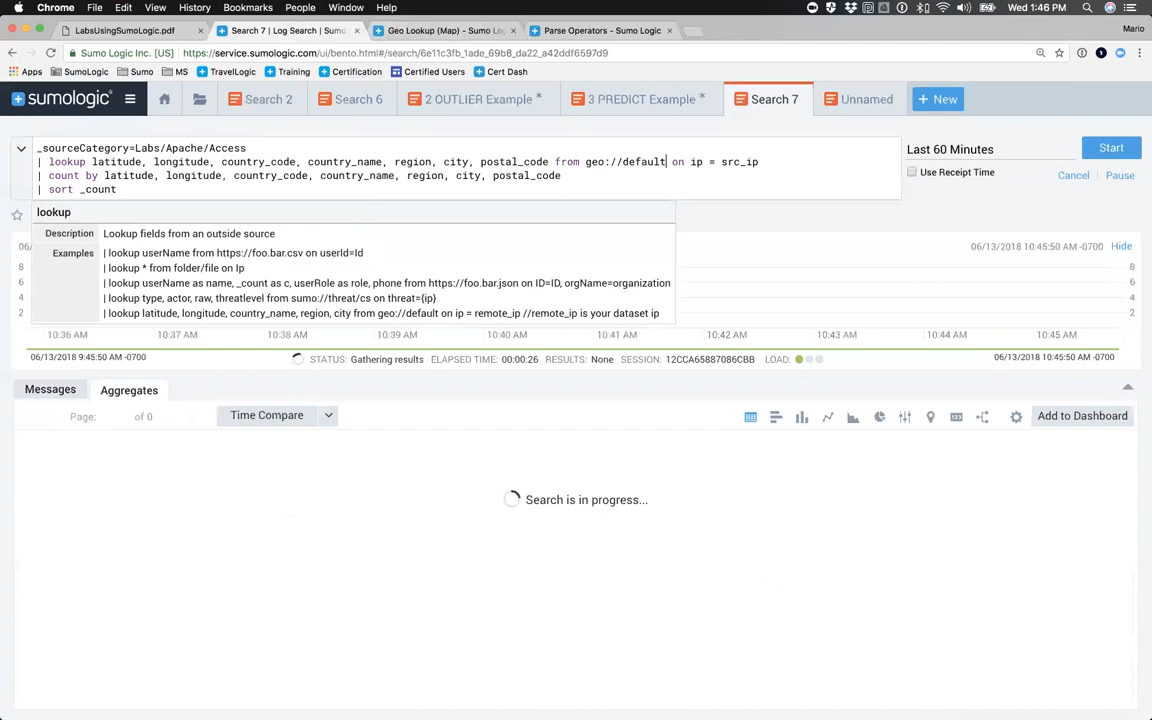 Chrome File Edit View History Bookmarks People Window Help Wed 1:46 PM
LabsUsingSumoLogic.pdf × Search 7 | Log Search | Sumo × Geo Lookup (Map) - Sumo Lo × Parse Operators - Sumo Logic × Mario
Sumo Logic Inc. [US] https://service.sumologic.com/ui/bento.html#/search/6e11c3fb_1ade_69b8_da22_a42ddf6597d9
Apps SumoLogic Sumo MS TravelLogic Training Certification Certified Users Cert Dash
sumologic Search 2 Search 6 2 OUTLIER Example * 3 PREDICT Example * Search 7 Unnamed + New
_sourceCategory=Labs/Apache/Access
| lookup latitude, longitude, country_code, country_name, region, city, postal_code from geo://default on ip = src_ip
| count by latitude, longitude, country_code, country_name, region, city, postal_code
| sort _count
Last 60 Minutes Start
Use Receipt Time Cancel Pause
lookup
Description Lookup fields from an outside source
Examples | lookup userName from https://foo.bar.csv on userId=Id
| lookup * from folder/file on Ip
| lookup userName as name, _count as c, userRole as role, phone from https://foo.bar.json on ID=ID, orgName=organization
| lookup type, actor, raw, threatlevel from sumo://threat/cs on threat={ip}
| lookup latitude, longitude, country_name, region, city from geo://default on ip = remote_ip //remote_ip is your dataset ip
06/ 06/13/2018 10:45:50 AM -0700 Hide
8 8
6 6
4 4
2 2
10:36 AM 10:37 AM 10:38 AM 10:39 AM 10:40 AM 10:41 AM 10:42 AM 10:43 AM 10:44 AM 10:45 AM
06/13/2018 9:45:50 AM -0700 STATUS: Gathering results ELAPSED TIME: 00:00:26 RESULTS: None SESSION: 12CCA65887086CBB LOAD: 06/13/2018 10:45:50 AM -0700
Messages Aggregates
Page: of 0 Time Compare 123 Add to Dashboard
Search is in progress...